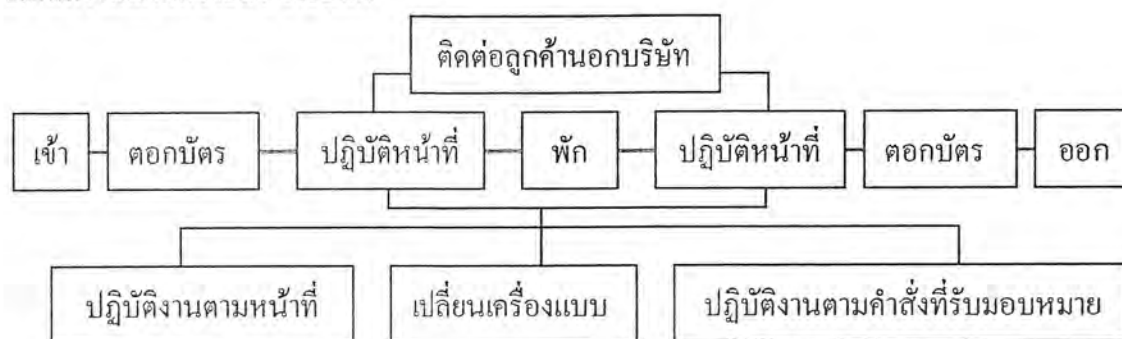 ติดต่อลูกค้านอกบริษัท
เข้า ตอกบัตร ปฏิบัติหน้าที่ พัก ปฏิบัติหน้าที่ ตอกบัตร ออก
ปฏิบัติงานตามหน้าที่ เปลี่ยนเครื่องแบบ ปฏิบัติงานตามคำสั่งที่รับมอบหมาย